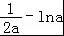 1/2a - lna